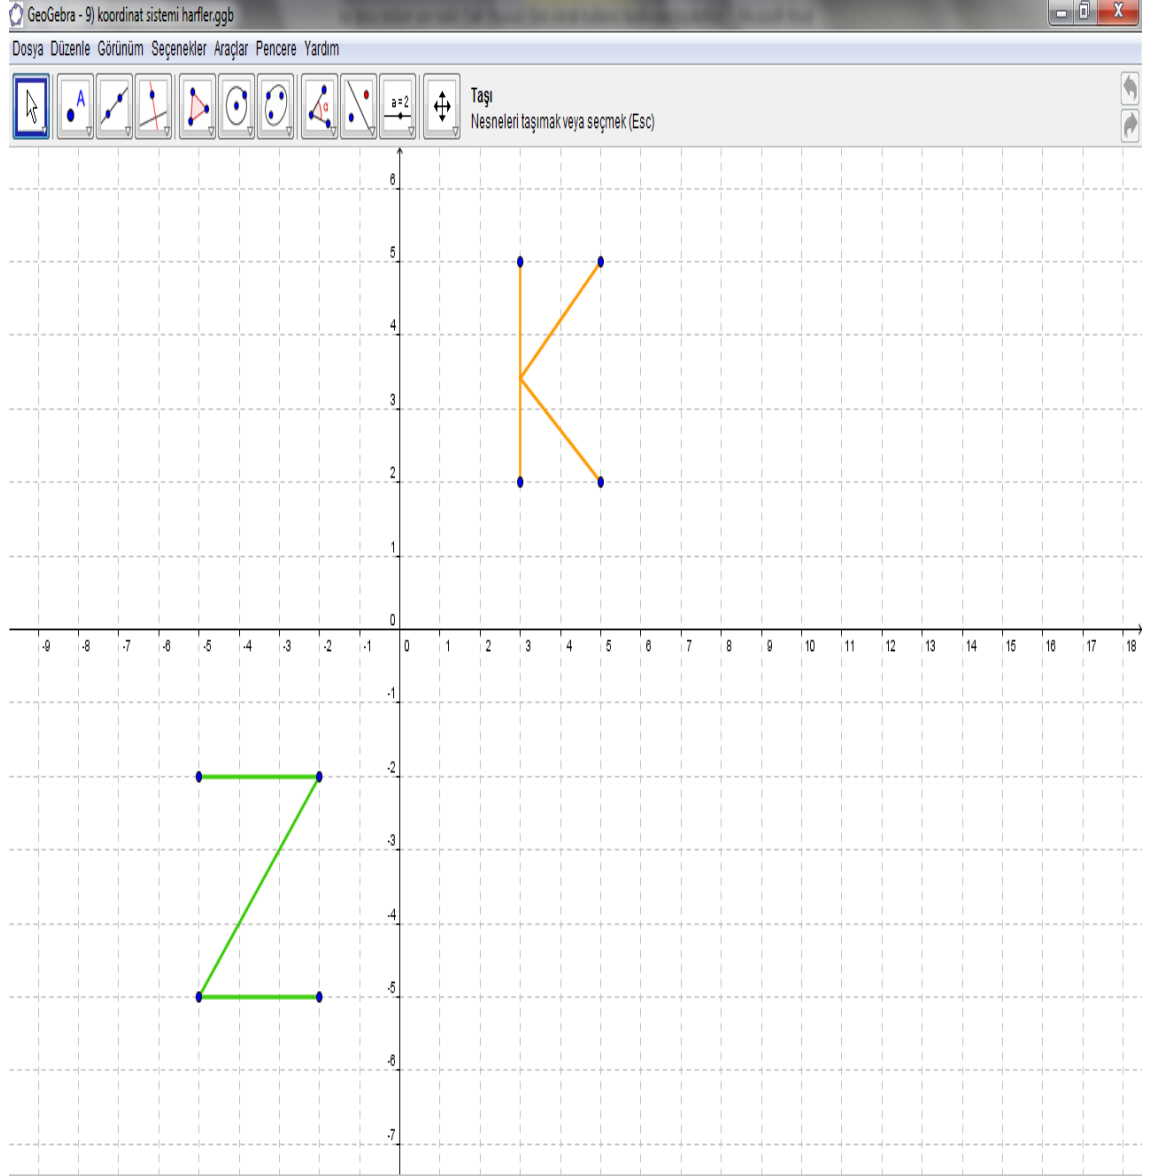 GeoGebra - 9) koordinat sistemi harfler.ggb
Dosya Düzenle Görünüm Seçenekler Araçlar Pencere Yardım
A
α
a=2
Taşı
Nesneleri taşımak veya seçmek (Esc)
6
5
4
3
2
1
0
-9 -8 -7 -6 -5 -4 -3 -2 -1 0 1 2 3 4 5 6 7 8 9 10 11 12 13 14 15 16 17 18
-1
-2
-3
-4
-5
-6
-7